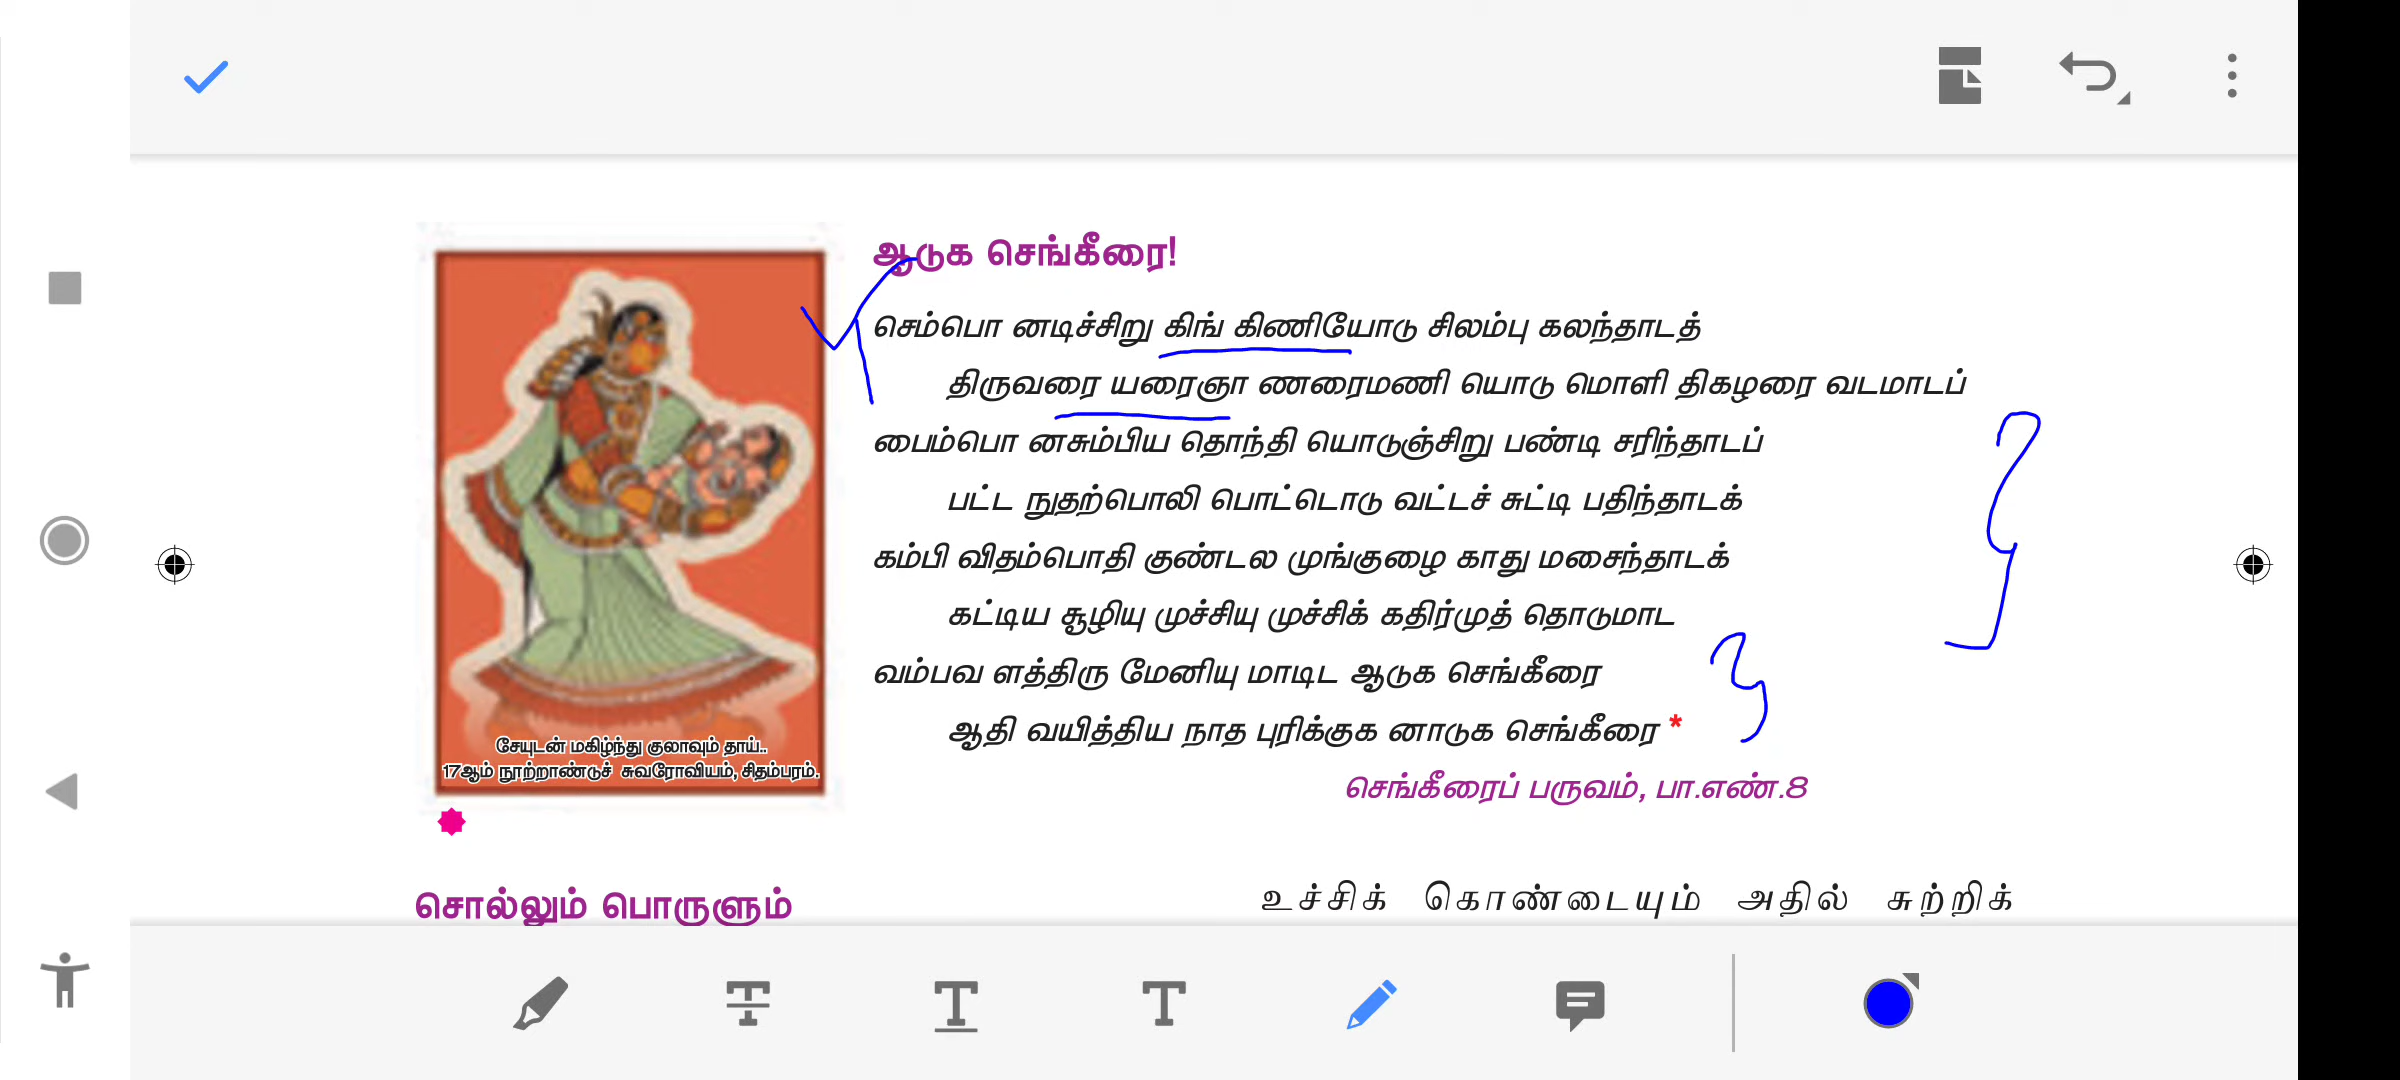 ஆடுக செங்கீரை!
செம்பொ னடிச்சிறு கிங் கிணியோடு சிலம்பு கலந்தாடத்
திருவரை யரைஞா ணரைமணி யொடு மொளி திகழரை வடமாடப்
பைம்பொ னசும்பிய தொந்தி யொடுஞ்சிறு பண்டி சரிந்தாடப்
பட்ட நுதற்பொலி பொட்டொடு வட்டச் சுட்டி பதிந்தாடக்
கம்பி விதம்பொதி குண்டல முங்குழை காது மசைந்தாடக்
கட்டிய சூழியு முச்சியு முச்சிக் கதிர்முத் தொடுமாட
வம்பவ ளத்திரு மேனியு மாடிட ஆடுக செங்கீரை
ஆதி வயித்திய நாத புரிக்குக னாடுக செங்கீரை *
செங்கீரைப் பருவம், பா.எண்.8
சேயுடன் மகிழ்ந்து குலாவும் தாய்..
17ஆம் நூற்றாண்டுச் சுவரோவியம், சிதம்பரம்.
சொல்லும் பொருளும்
உச்சிக் கொண்டையும் அதில் சுற்றிக்